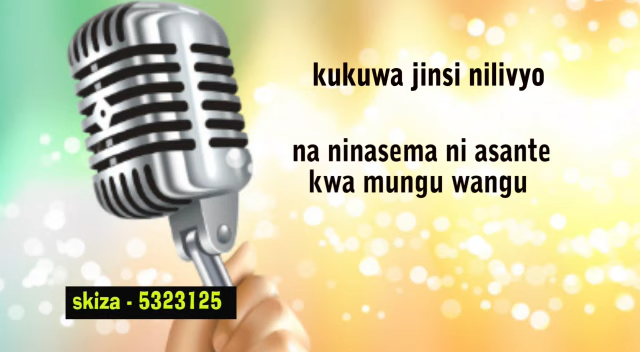 kukuwa jinsi nilivyo
na ninasema ni asante
kwa mungu wangu
skiza - 5323125